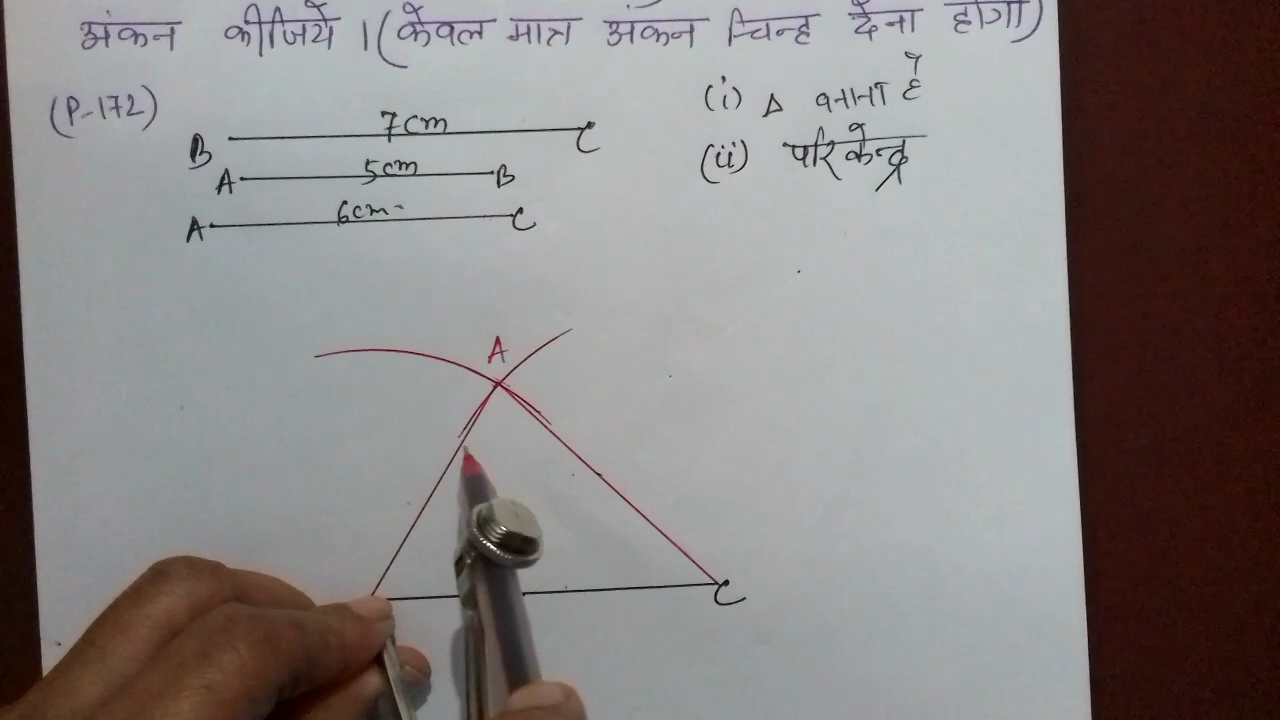 अंकन कीजिये । (केवल मात्र अंकन चिन्ह देना होगा)
(P-172)
B 7cm C
A 5cm B
A 6cm C
(i) Δ बनाना है
(ii) परिकेन्द्र
A
C